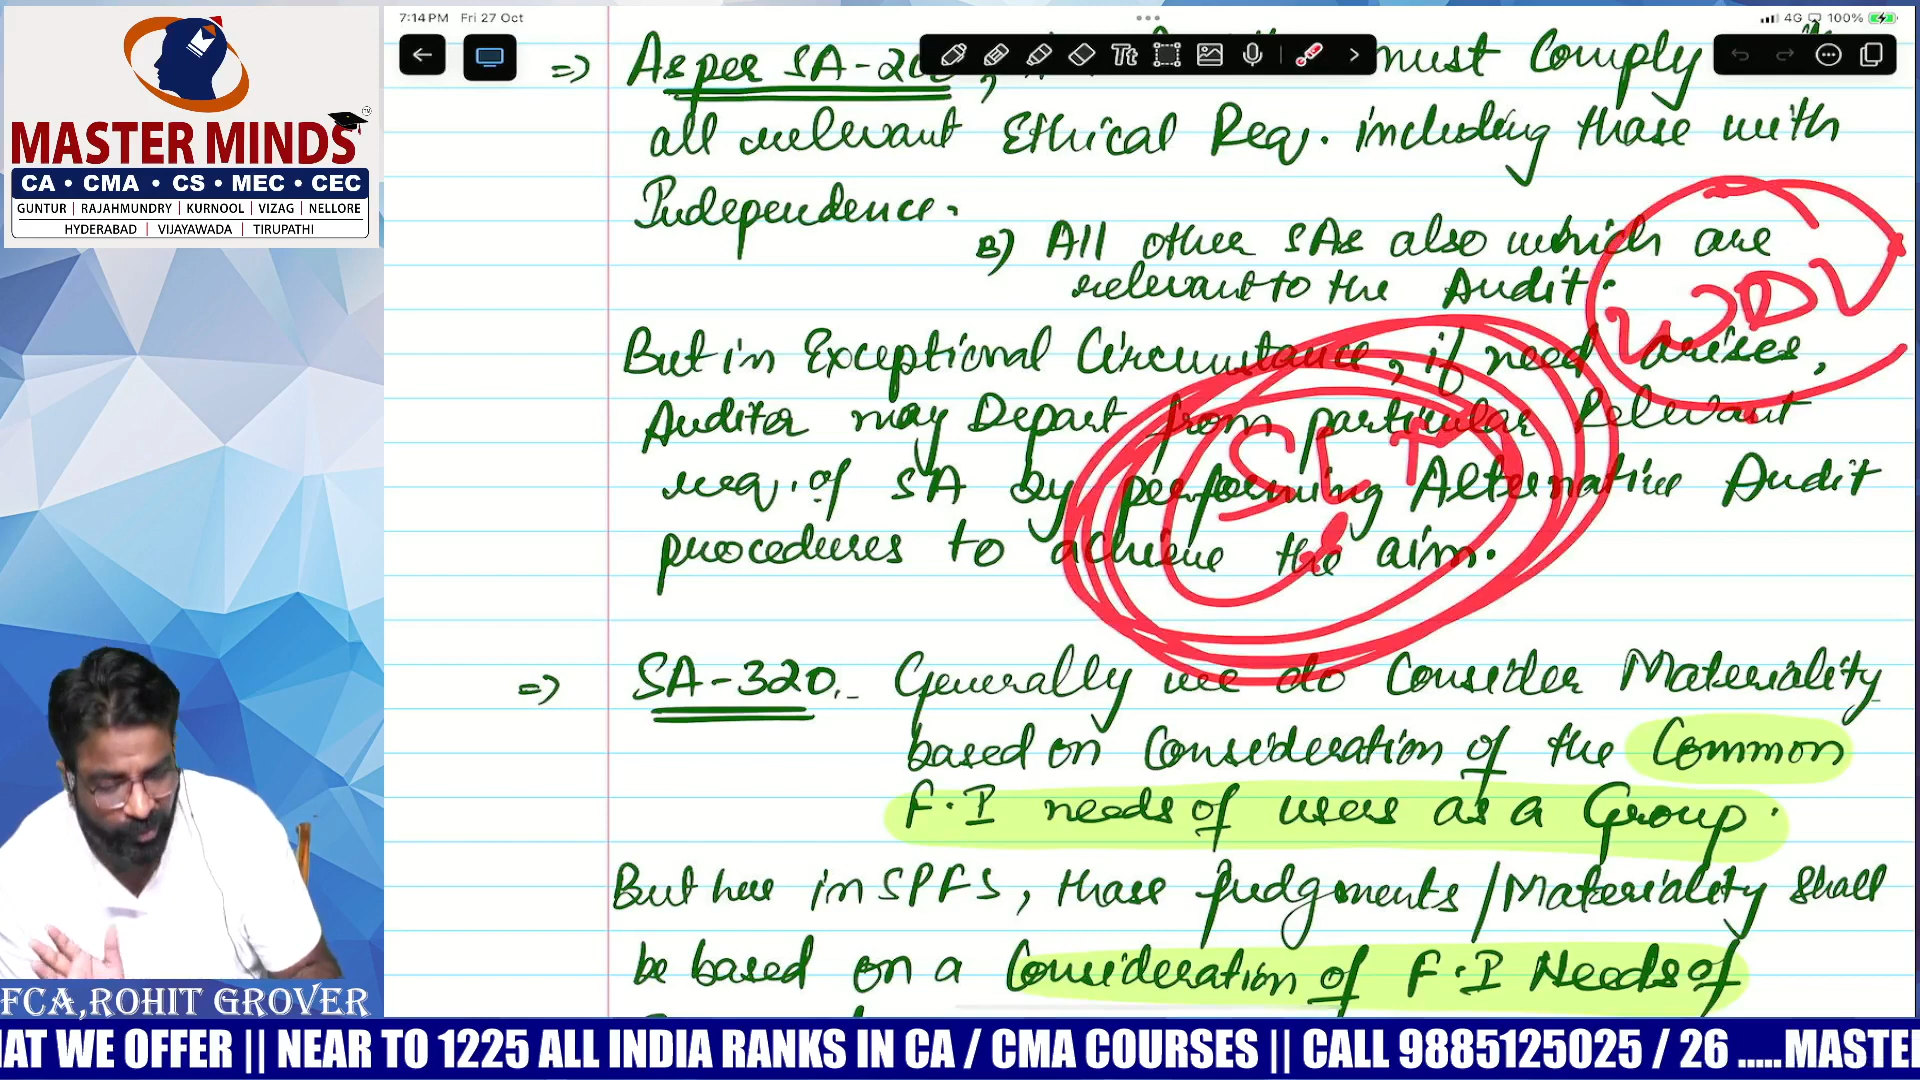 7:14 PM Fri 27 Oct
4G 100%
MASTER MINDS
CA • CMA • CS • MEC • CEC
GUNTUR | RAJAHMUNDRY | KURNOOL | VIZAG | NELLORE
HYDERABAD | VIJAYAWADA | TIRUPATHI
=> As per SA-20 must Comply
all relevant Ethical Req. including those with
Independence.
B) All other SAs also which are
relevant to the Audit.
WDV
But in Exceptional Circumstance, if need arises,
Auditor may Depart from particular Relevant
req. of SA by performing Alternative Audit
procedures to achieve the aim.
SLM
=> SA-320.- Generally we do Consider Materiality
based on Consideration of the Common
F.I needs of users as a Group.
But here in SPFS, those judgments/Materiality shall
be based on a Consideration of F.I Needs of
FCA,ROHIT GROVER
HAT WE OFFER || NEAR TO 1225 ALL INDIA RANKS IN CA / CMA COURSES || CALL 9885125025 / 26 .....MASTE